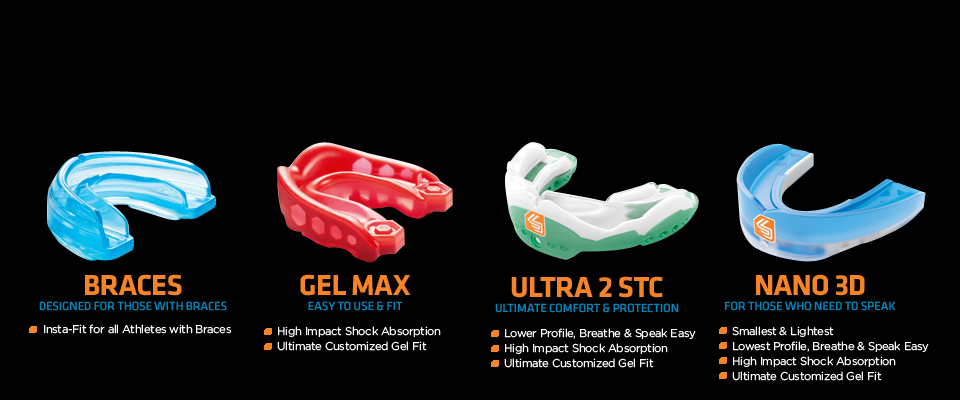 BRACES
DESIGNED FOR THOSE WITH BRACES
Insta-Fit for all Athletes with Braces
GEL MAX
EASY TO USE & FIT
High Impact Shock Absorption
Ultimate Customized Gel Fit
ULTRA 2 STC
ULTIMATE COMFORT & PROTECTION
Lower Profile, Breathe & Speak Easy
High Impact Shock Absorption
Ultimate Customized Gel Fit
NANO 3D
FOR THOSE WHO NEED TO SPEAK
Smallest & Lightest
Lowest Profile, Breathe & Speak Easy
High Impact Shock Absorption
Ultimate Customized Gel Fit